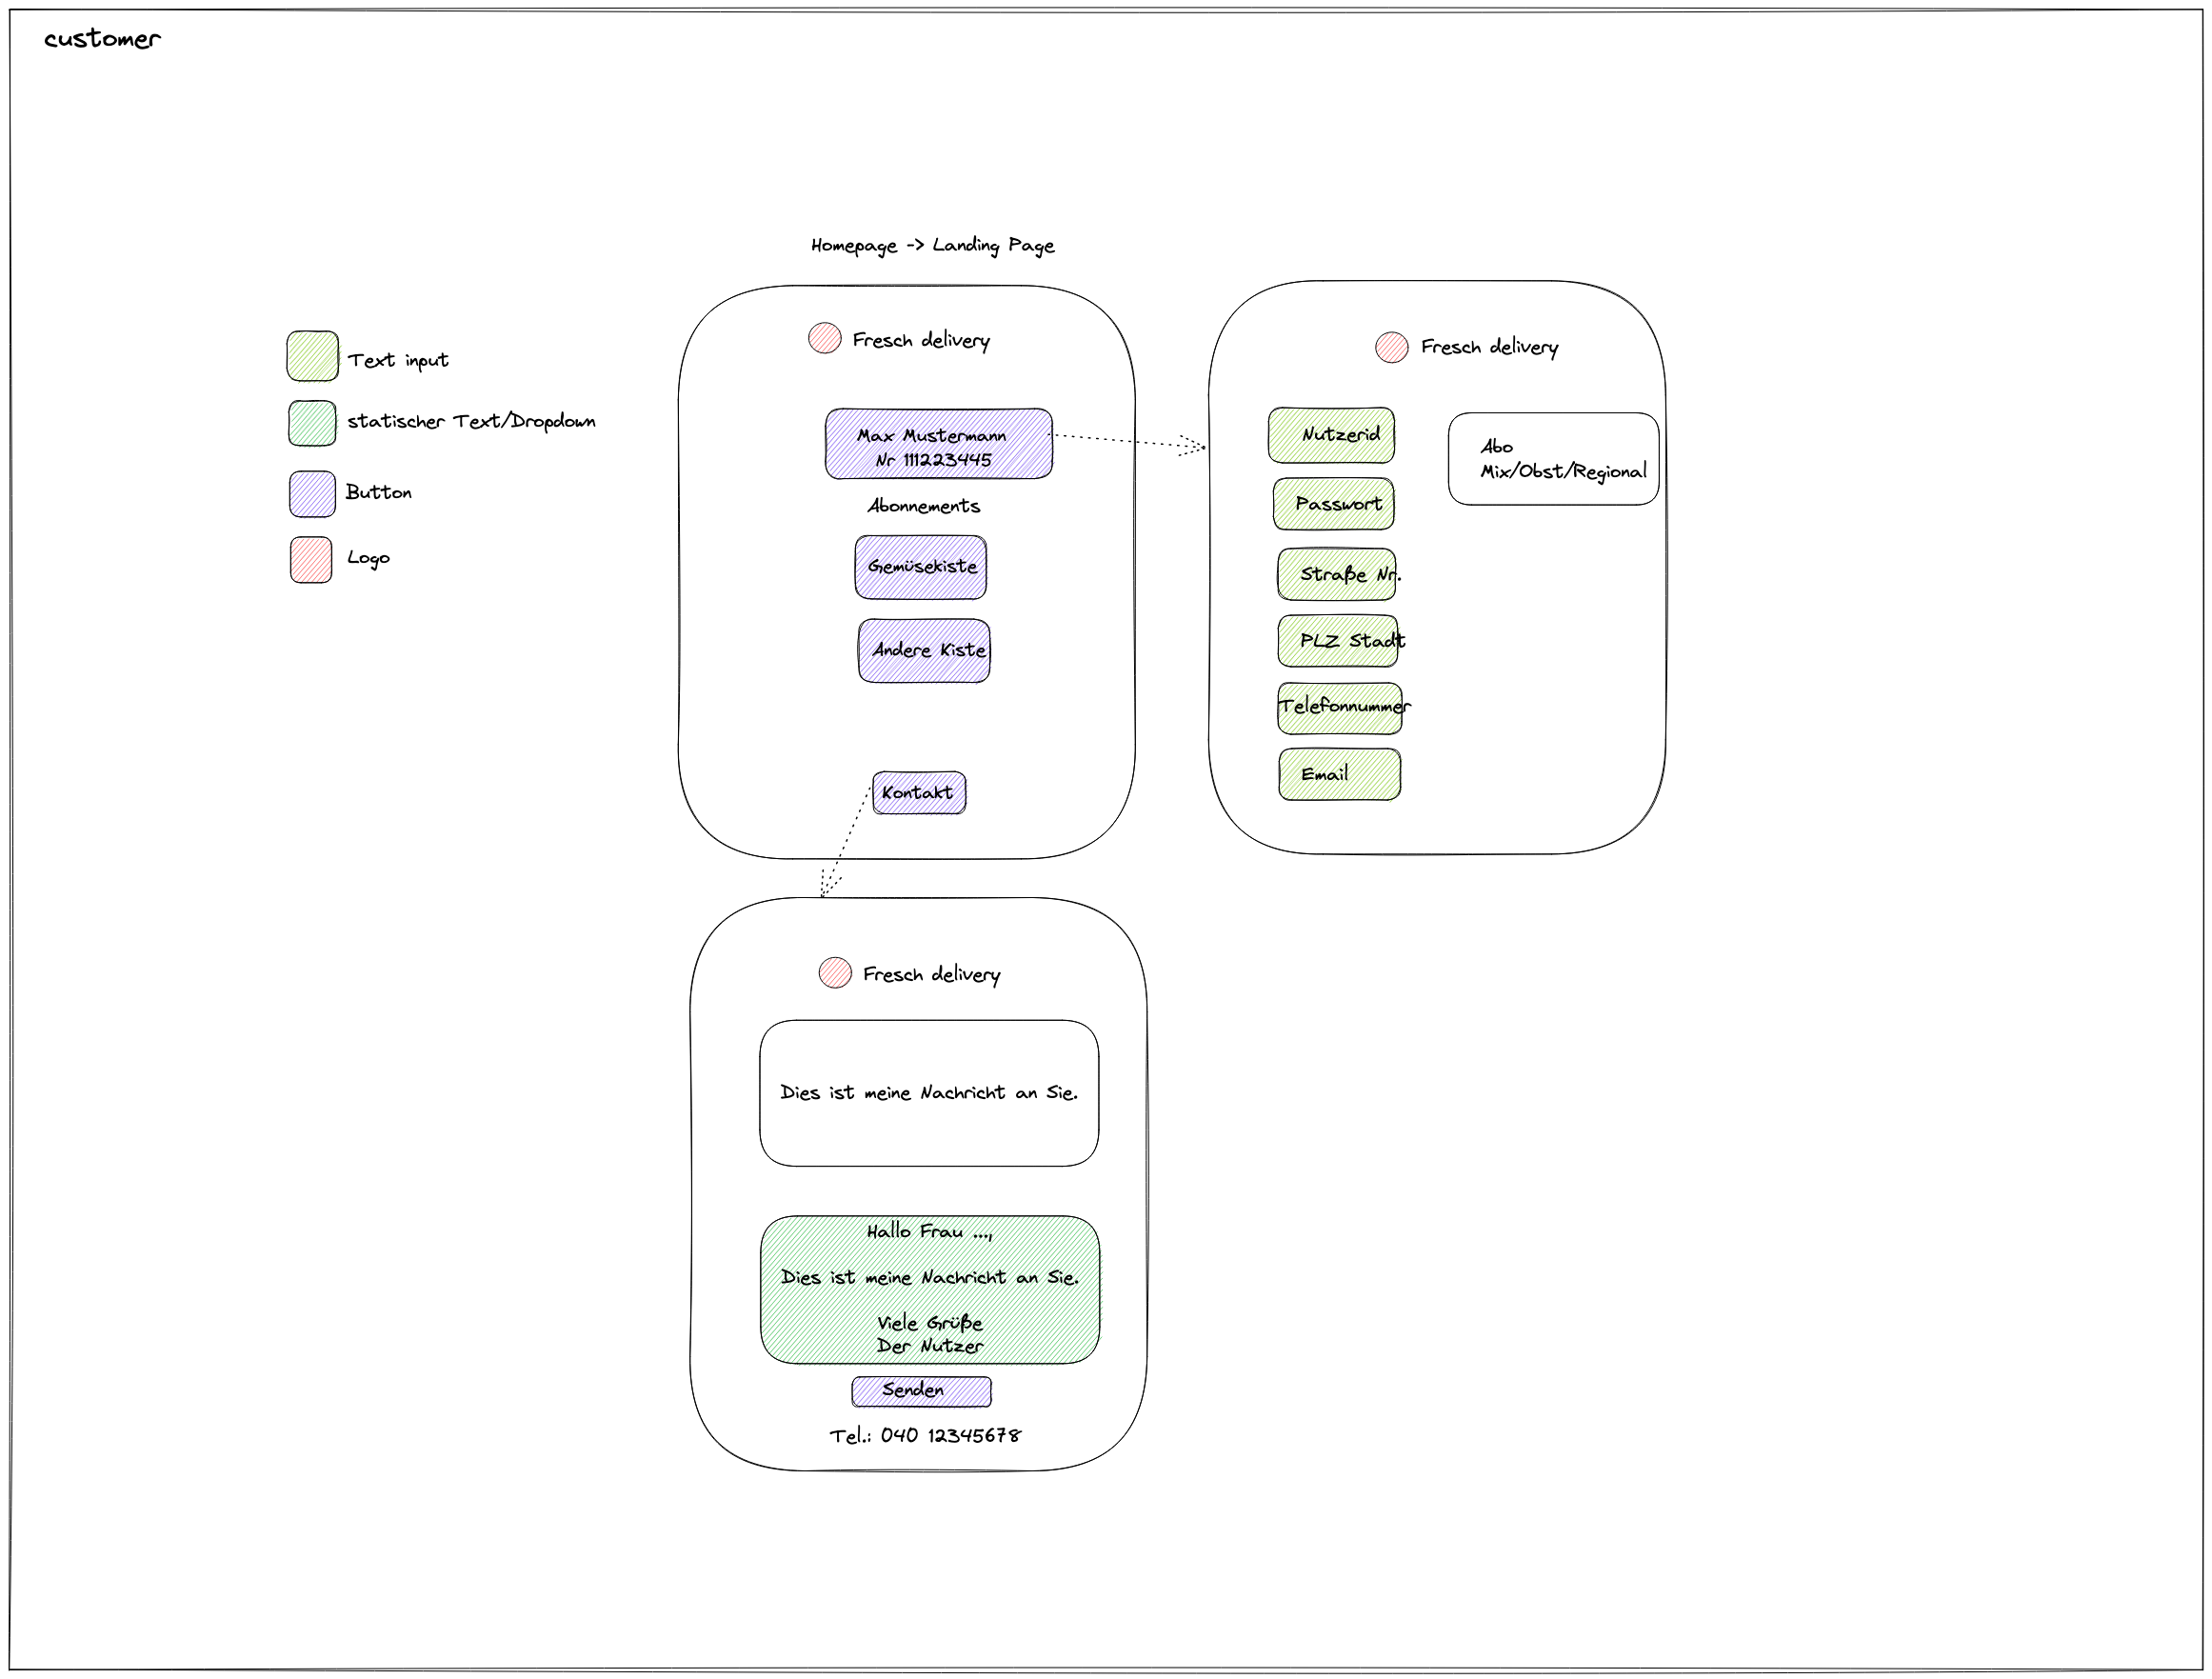 customer
Homepage -> Landing Page
Text input
statischer Text/Dropdown
Button
Logo
Fresch delivery
Max Mustermann
Nr 111223445
Abonnements
Gemüsekiste
Andere Kiste
Kontakt
Fresch delivery
Nutzerid
Passwort
Straße Nr.
PLZ Stadt
Telefonnummer
Email
Abo
Mix/Obst/Regional
Fresch delivery
Dies ist meine Nachricht an Sie.
Hallo Frau ...,
Dies ist meine Nachricht an Sie.
Viele Grüße
Der Nutzer
Senden
Tel.: 040 12345678